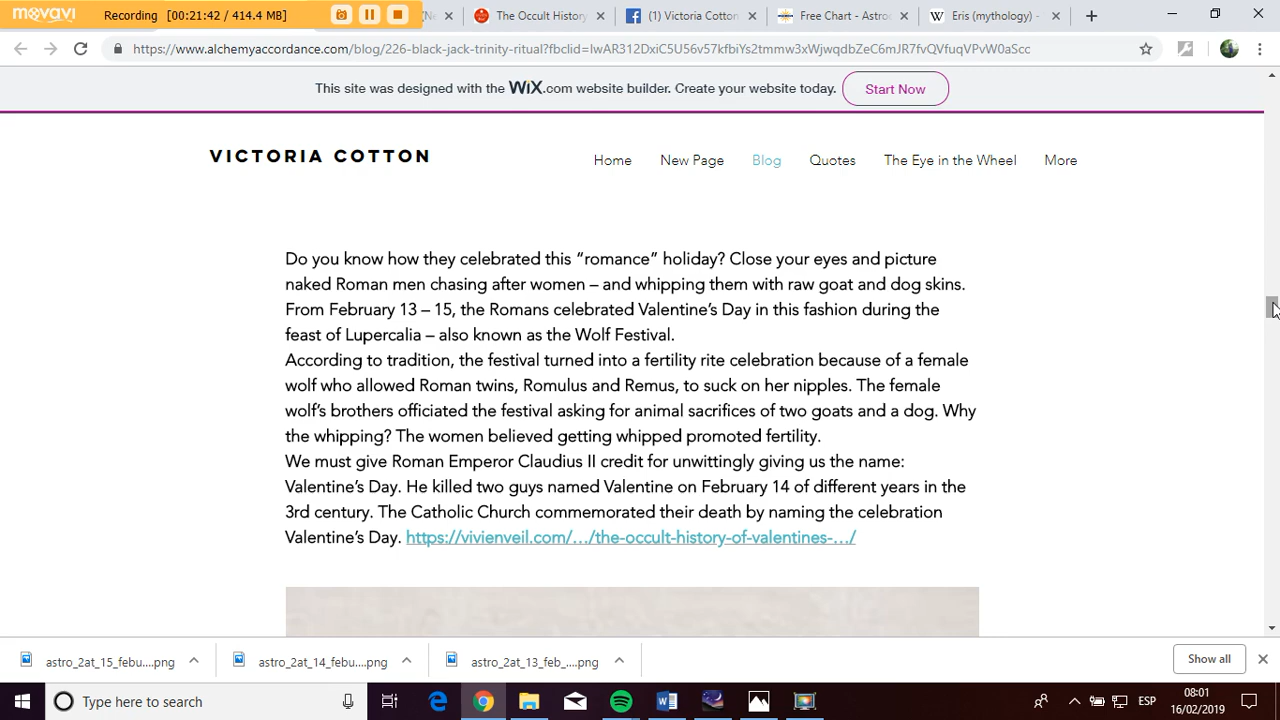 movavi Recording [00:21:42 / 414.4 MB]
The Occult History
(1) Victoria Cotton
Free Chart - Astro
W Eris (mythology) -
https://www.alchemyaccordance.com/blog/226-black-jack-trinity-ritual?fbclid=IwAR312DxiC5U56v57kfbiYs2tmmw3xWjwqdbZeC6mJR7fvQVfuqVPvW0aScc
This site was designed with the WiX.com website builder. Create your website today. Start Now
VICTORIA COTTON
Home New Page Blog Quotes The Eye in the Wheel More
Do you know how they celebrated this “romance” holiday? Close your eyes and picture
naked Roman men chasing after women – and whipping them with raw goat and dog skins.
From February 13 – 15, the Romans celebrated Valentine’s Day in this fashion during the
feast of Lupercalia – also known as the Wolf Festival.
According to tradition, the festival turned into a fertility rite celebration because of a female
wolf who allowed Roman twins, Romulus and Remus, to suck on her nipples. The female
wolf’s brothers officiated the festival asking for animal sacrifices of two goats and a dog. Why
the whipping? The women believed getting whipped promoted fertility.
We must give Roman Emperor Claudius II credit for unwittingly giving us the name:
Valentine’s Day. He killed two guys named Valentine on February 14 of different years in the
3rd century. The Catholic Church commemorated their death by naming the celebration
Valentine’s Day. https://vivienveil.com/…/the-occult-history-of-valentines-…/
astro_2at_15_febu....png
astro_2at_14_febu....png
astro_2at_13_feb_....png
Show all
Type here to search
ESP
08:01
16/02/2019